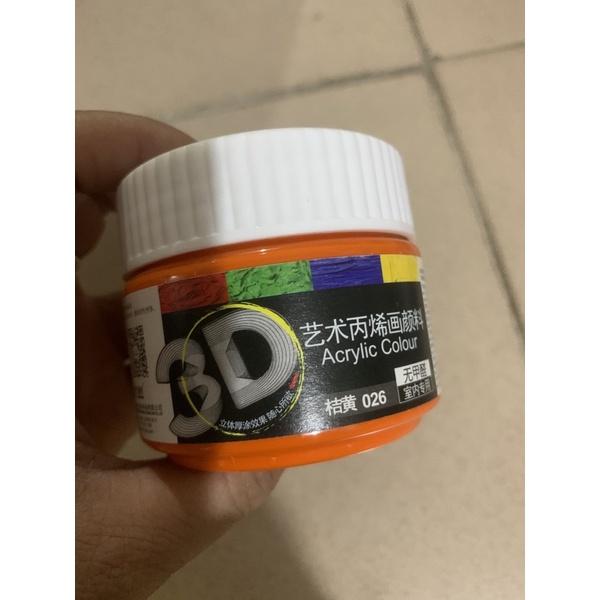 3D
艺术丙烯画颜料
Acrylic Colour
无甲醛
室内专用
桔黄 026
立体厚涂效果 随心所欲